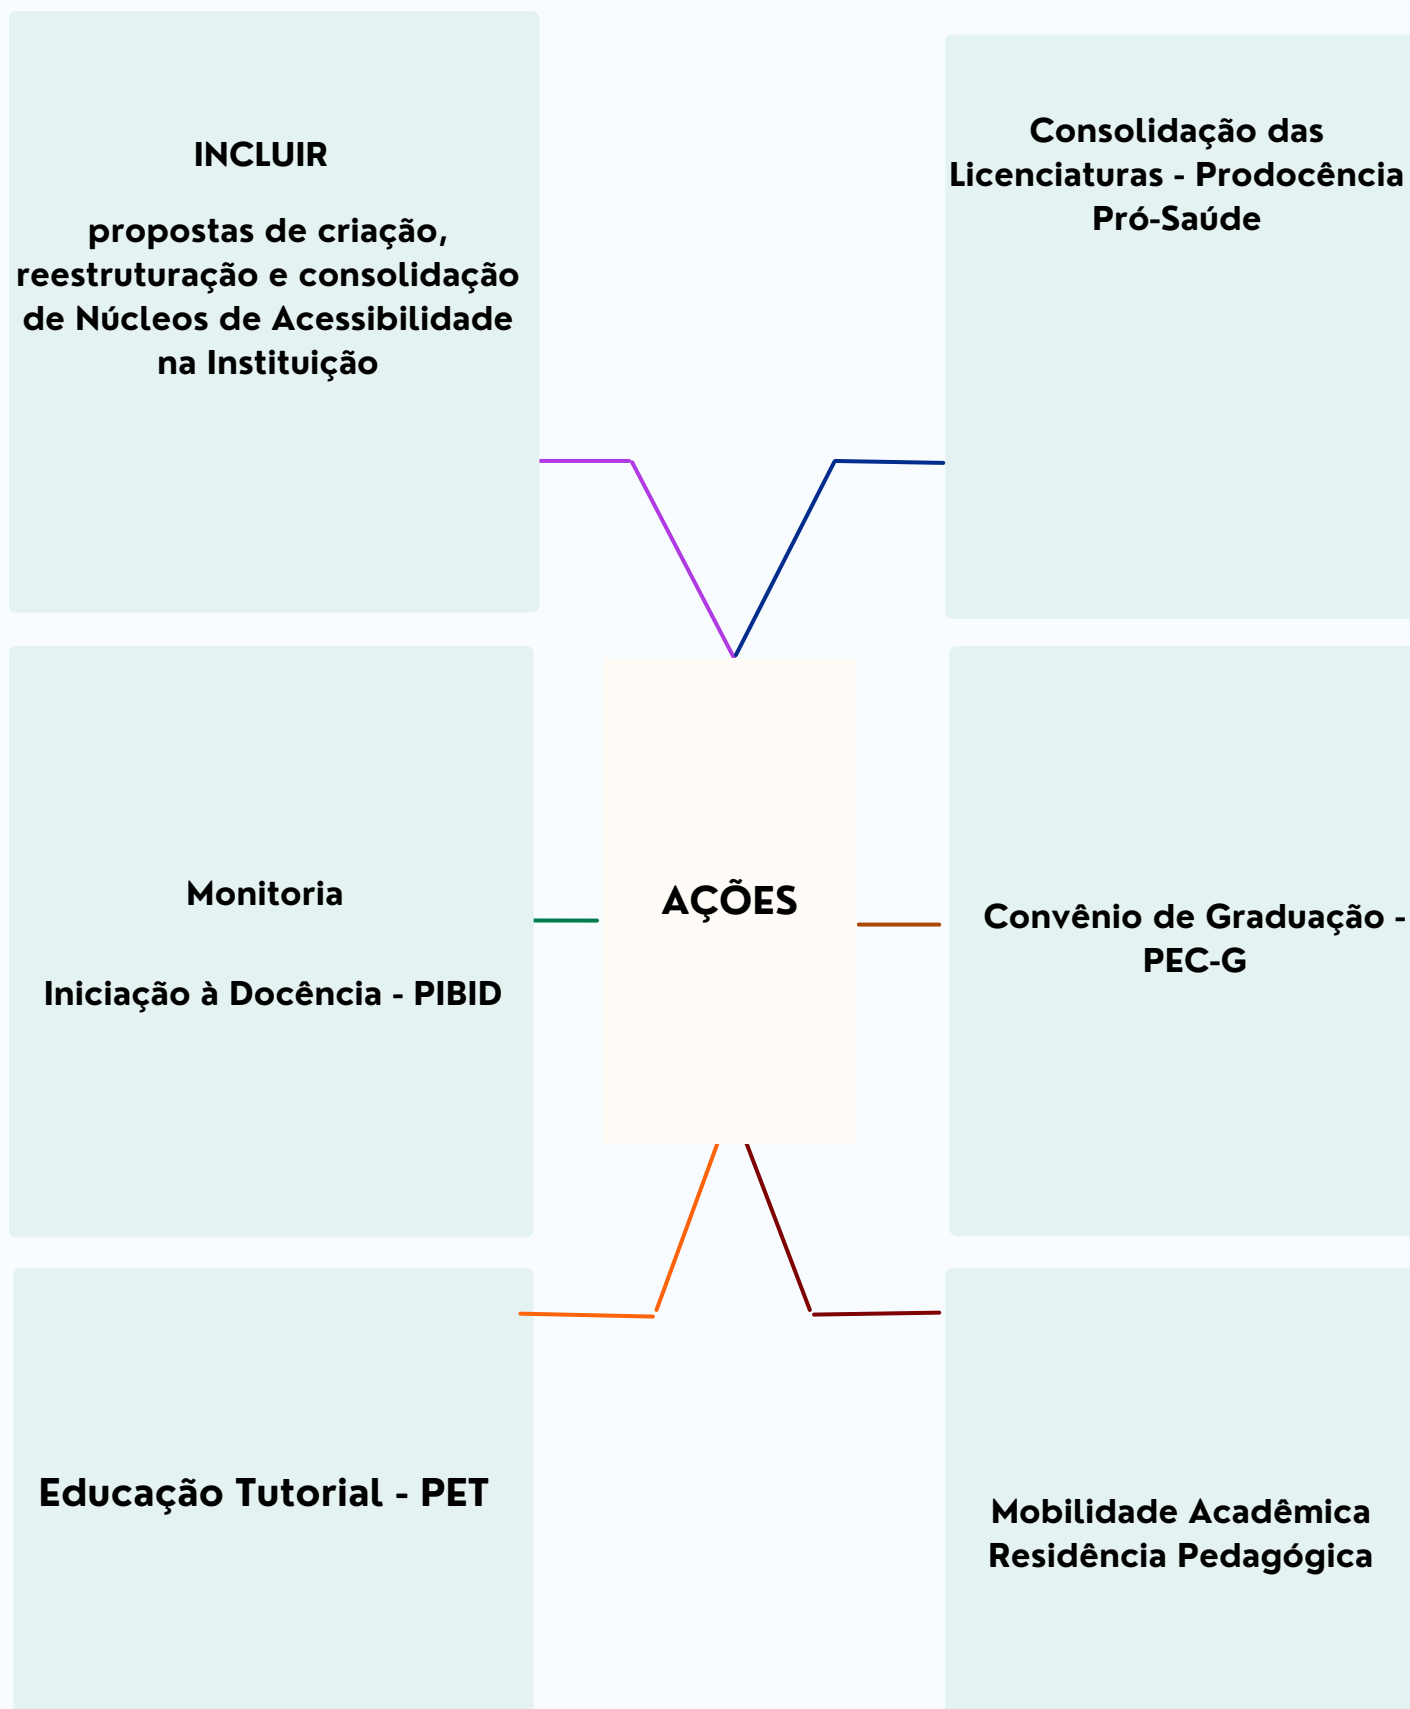 INCLUIR
propostas de criação,
reestruturação e consolidação
de Núcleos de Acessibilidade
na Instituição
Consolidação das
Licenciaturas - Prodocência
Pró-Saúde
Monitoria
Iniciação à Docência - PIBID
AÇÕES
Convênio de Graduação -
PEC-G
Educação Tutorial - PET
Mobilidade Acadêmica
Residência Pedagógica